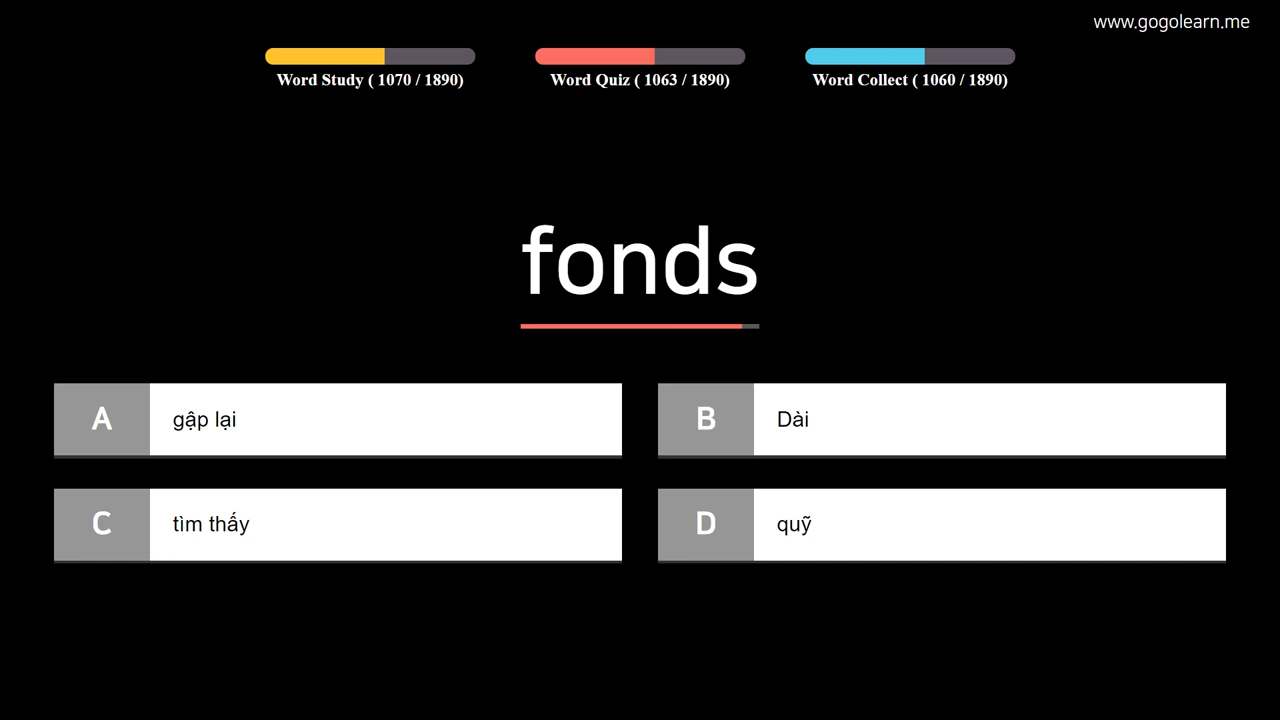 www.gogolearn.me
Word Study ( 1070 / 1890)
Word Quiz ( 1063 / 1890)
Word Collect ( 1060 / 1890)
fonds
A
gập lại
B
Dài
C
tìm thấy
D
quỹ